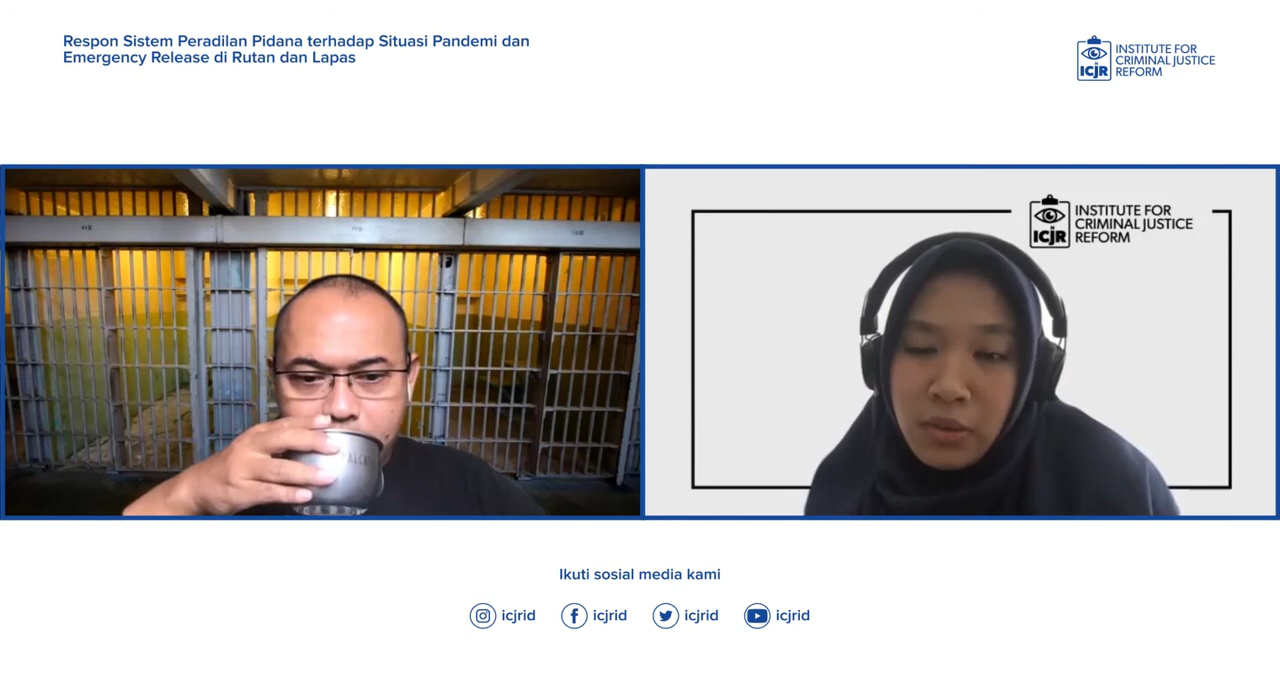 Respon Sistem Peradilan Pidana terhadap Situasi Pandemi dan
Emergency Release di Rutan dan Lapas
ICJR
INSTITUTE FOR
CRIMINAL JUSTICE
REFORM
ICJR
INSTITUTE FOR
CRIMINAL JUSTICE
REFORM
Ikuti sosial media kami
icjrid icjrid icjrid icjrid